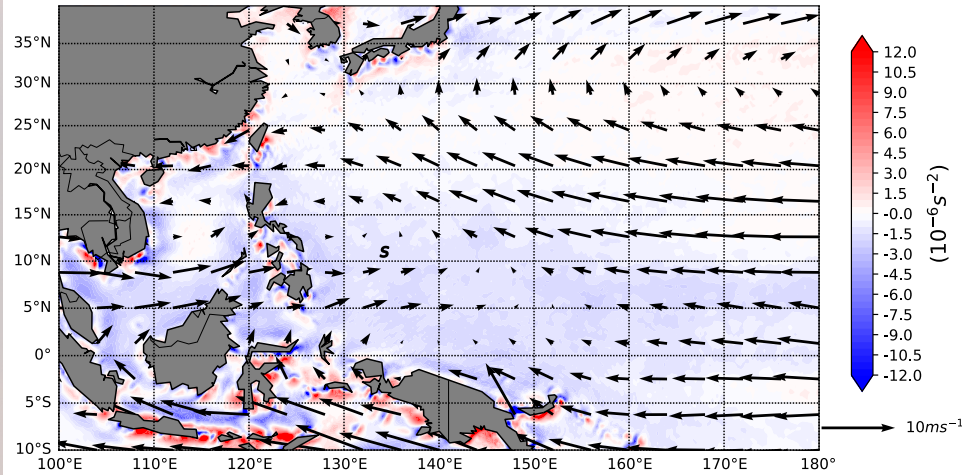 35°N
30°N
25°N
20°N
15°N
10°N
5°N
0°
5°S
10°S
100°E 110°E 120°E 130°E 140°E 150°E 160°E 170°E 180°
S
12.0
10.5
9.0
7.5
6.0
4.5
3.0
1.5
-0.0
-1.5
-3.0
-4.5
-6.0
-7.5
-9.0
-10.5
-12.0
(10⁻⁶s⁻²)
10ms⁻¹